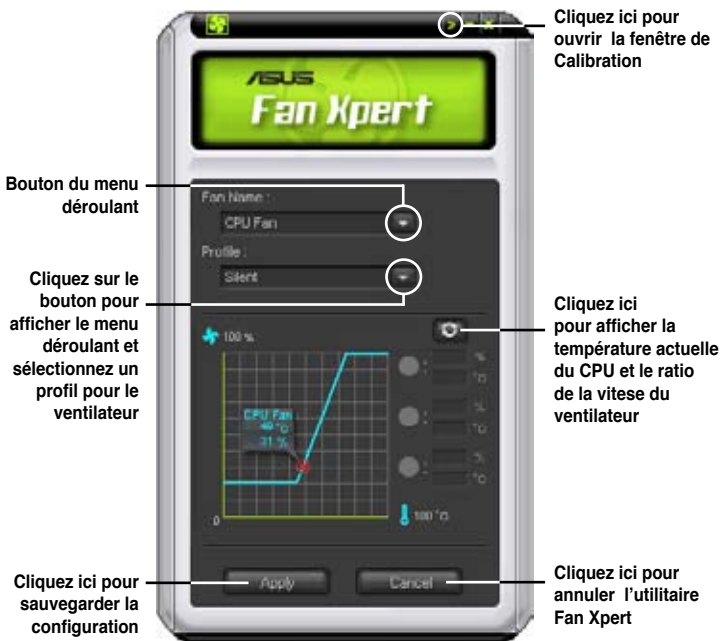 Cliquez ici pour
ouvrir la fenêtre de
Calibration
ASUS
Fan Xpert
Bouton du menu
déroulant
Fan Name :
CPU Fan
Profile :
Silent
Cliquez sur le
bouton pour
afficher le menu
déroulant et
sélectionnez un
profil pour le
ventilateur
Cliquez ici
pour afficher la
température actuelle
du CPU et le ratio
de la vitese du
ventilateur
100 %
%
°C
%
°C
%
°C
CPU Fan
49 °C
31 %
0
100 °C
Apply
Cancel
Cliquez ici pour
sauvegarder la
configuration
Cliquez ici pour
annuler l'utilitaire
Fan Xpert